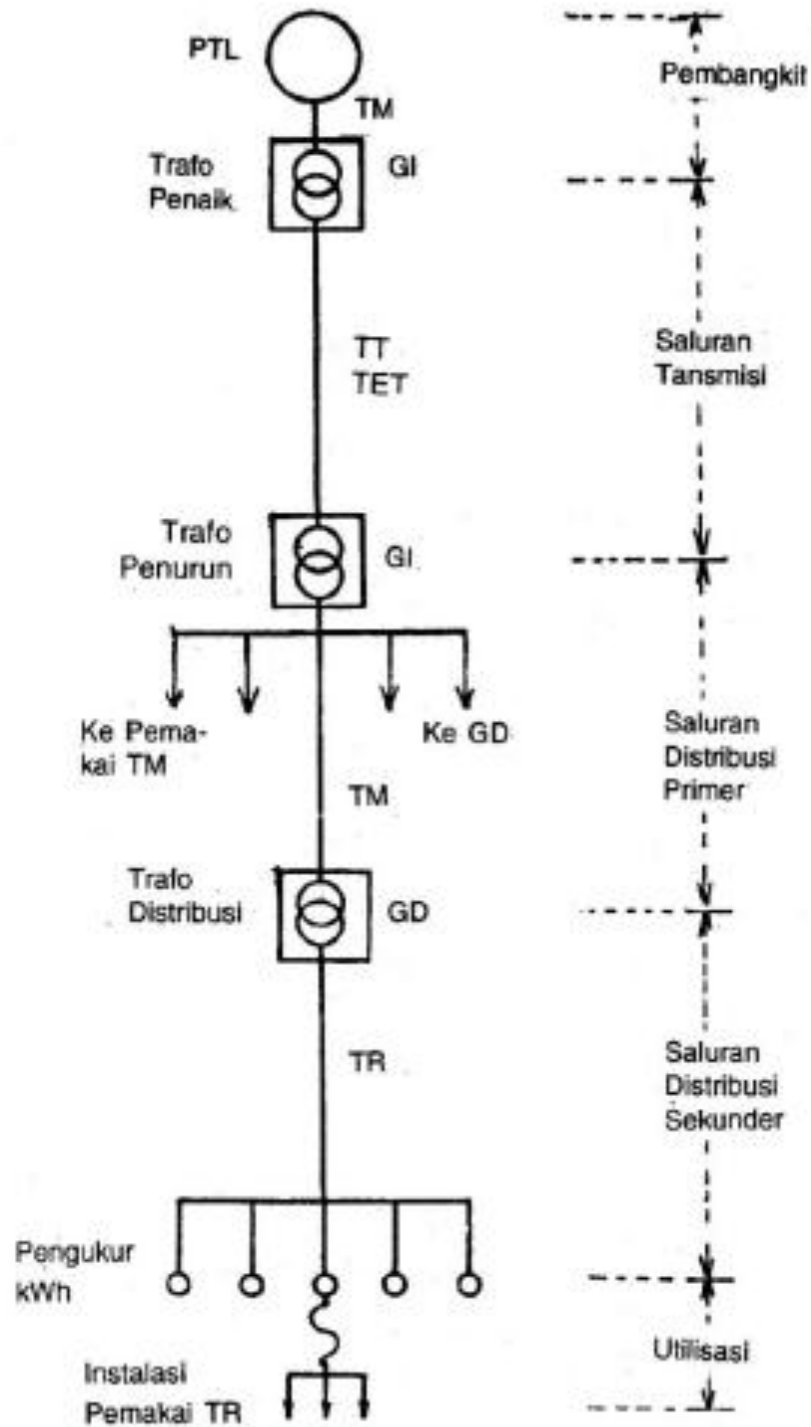 PTL
TM
Pembangkit
Trafo
Penaik
GI
TT
TET
Saluran
Tansmisi
Trafo
Penurun
GI
Ke Pema-
kai TM
Ke GD
TM
Saluran
Distribusi
Primer
Trafo
Distribusi
GD
TR
Saluran
Distribusi
Sekunder
Pengukur
kWh
Utilisasi
Instalasi
Pemakai TR